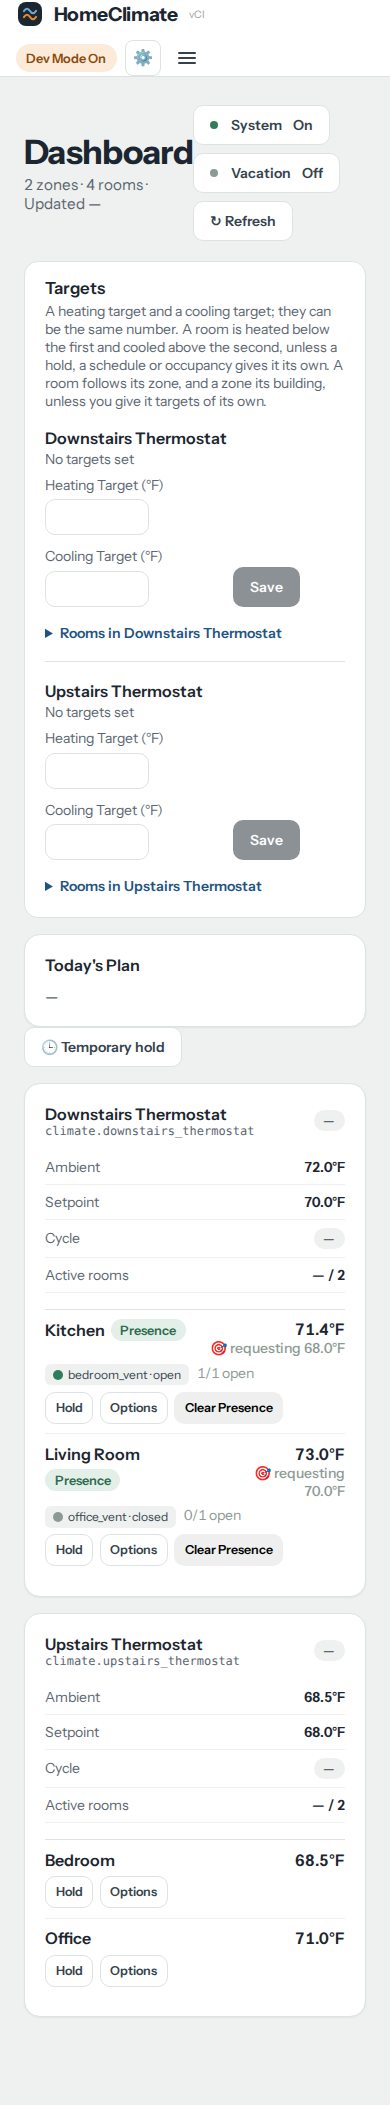 HomeClimate vCI
Dev Mode On
Dashboard
2 zones · 4 rooms ·
Updated —
System On
Vacation Off
↻ Refresh
Targets
A heating target and a cooling target; they can
be the same number. A room is heated below
the first and cooled above the second, unless a
hold, a schedule or occupancy gives it its own. A
room follows its zone, and a zone its building,
unless you give it targets of its own.
Downstairs Thermostat
No targets set
Heating Target (°F)
Cooling Target (°F)
Save
▶ Rooms in Downstairs Thermostat
Upstairs Thermostat
No targets set
Heating Target (°F)
Cooling Target (°F)
Save
▶ Rooms in Upstairs Thermostat
Today's Plan
—
🕒 Temporary hold
Downstairs Thermostat —
climate.downstairs_thermostat
Ambient 72.0°F
Setpoint 70.0°F
Cycle —
Active rooms — / 2
Kitchen Presence 71.4°F
🎯 requesting 68.0°F
bedroom_vent · open 1/1 open
Hold Options Clear Presence
Living Room 73.0°F
Presence 🎯 requesting
70.0°F
office_vent · closed 0/1 open
Hold Options Clear Presence
Upstairs Thermostat —
climate.upstairs_thermostat
Ambient 68.5°F
Setpoint 68.0°F
Cycle —
Active rooms — / 2
Bedroom 68.5°F
Hold Options
Office 71.0°F
Hold Options